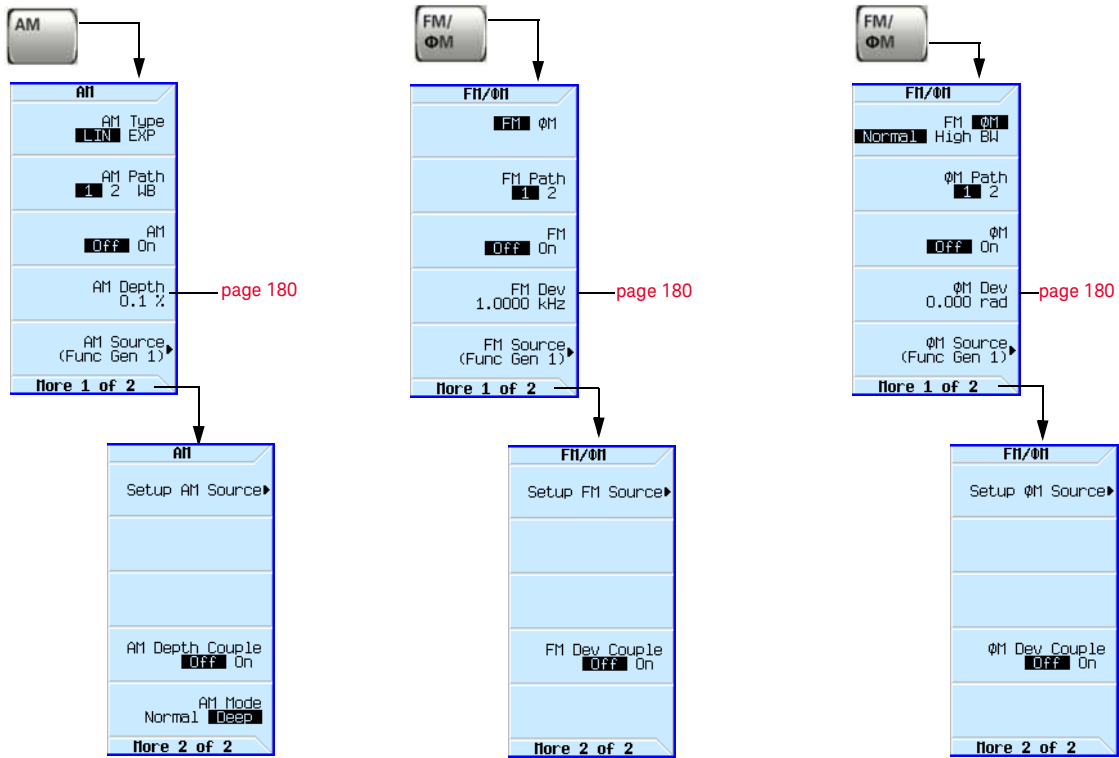 AM
AM
AM Type
LIN EXP
AM Path
1 2 WB
AM
Off On
AM Depth
0.1 %
page 180
AM Source
(Func Gen 1)
More 1 of 2
AM
Setup AM Source
AM Depth Couple
Off On
AM Mode
Normal Deep
More 2 of 2
FM/
ΦM
FM/ΦM
FM ΦM
FM Path
1 2
FM
Off On
FM Dev
1.0000 kHz
page 180
FM Source
(Func Gen 1)
More 1 of 2
FM/ΦM
Setup FM Source
FM Dev Couple
Off On
More 2 of 2
FM/
ΦM
FM/ΦM
FM ΦM
Normal High BW
ΦM Path
1 2
ΦM
Off On
ΦM Dev
0.000 rad
page 180
ΦM Source
(Func Gen 1)
More 1 of 2
FM/ΦM
Setup ΦM Source
ΦM Dev Couple
Off On
More 2 of 2